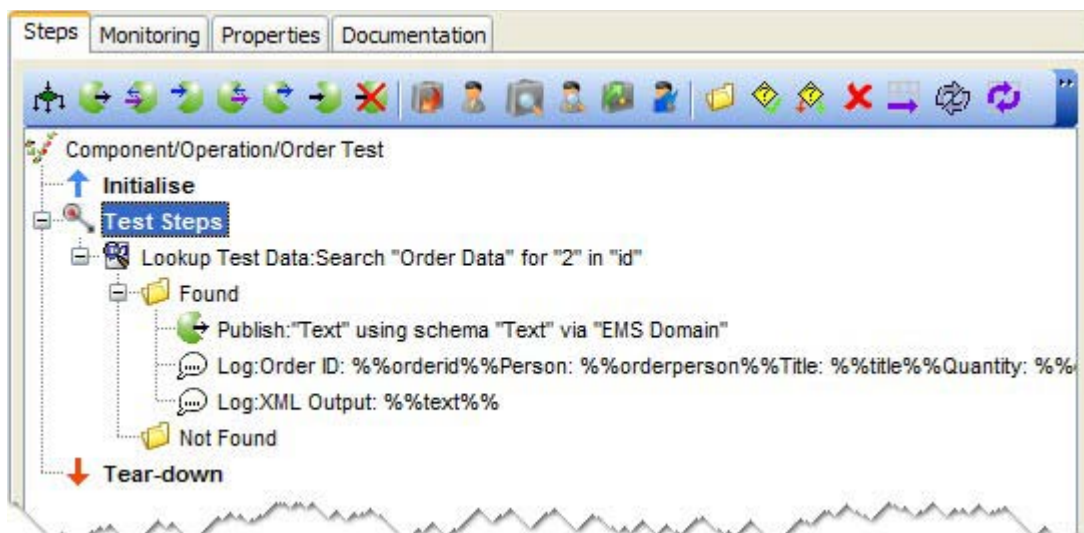 Steps Monitoring Properties Documentation
Component/Operation/Order Test
Initialise
Test Steps
Lookup Test Data:Search "Order Data" for "2" in "id"
Found
Publish:"Text" using schema "Text" via "EMS Domain"
Log:Order ID: %%orderid%%Person: %%orderperson%%Title: %%title%%Quantity: %%
Log:XML Output: %%text%%
Not Found
Tear-down